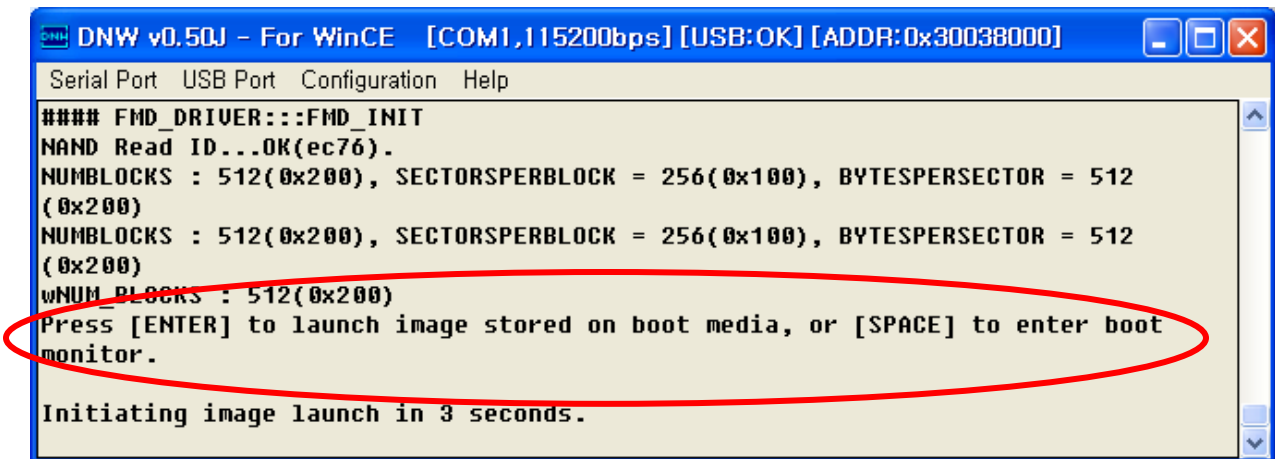 DNW v0.50J - For WinCE [COM1,115200bps] [USB:OK] [ADDR:0x30038000]
Serial Port USB Port Configuration Help
#### FMD_DRIVER:::FMD_INIT
NAND Read ID...OK(ec76).
NUMBLOCKS : 512(0x200), SECTORSPERBLOCK = 256(0x100), BYTESPERSECTOR = 512
(0x200)
NUMBLOCKS : 512(0x200), SECTORSPERBLOCK = 256(0x100), BYTESPERSECTOR = 512
(0x200)
wNUM_BLOCKS : 512(0x200)
Press [ENTER] to launch image stored on boot media, or [SPACE] to enter boot
monitor.
Initiating image launch in 3 seconds.